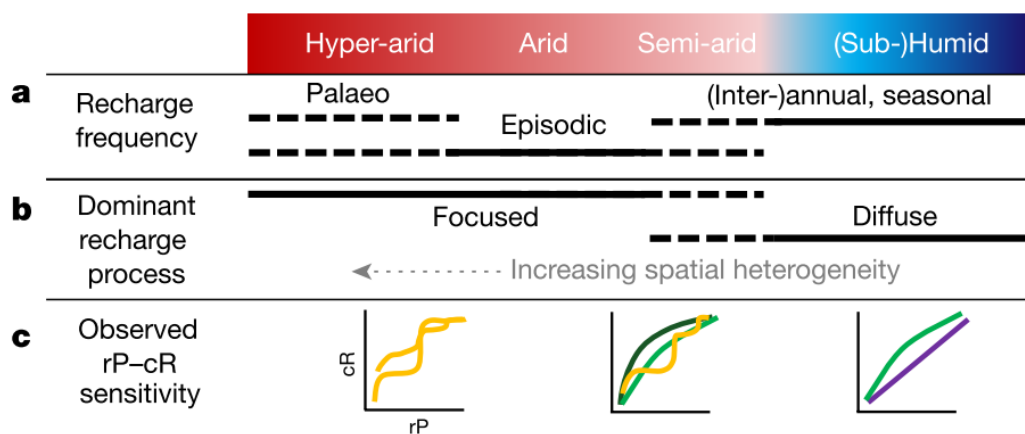 Hyper-arid Arid Semi-arid (Sub-)Humid
a Recharge frequency
Palaeo
Episodic
(Inter-)annual, seasonal
b Dominant recharge process
Focused
Diffuse
Increasing spatial heterogeneity
c Observed rP–cR sensitivity
cR
rP